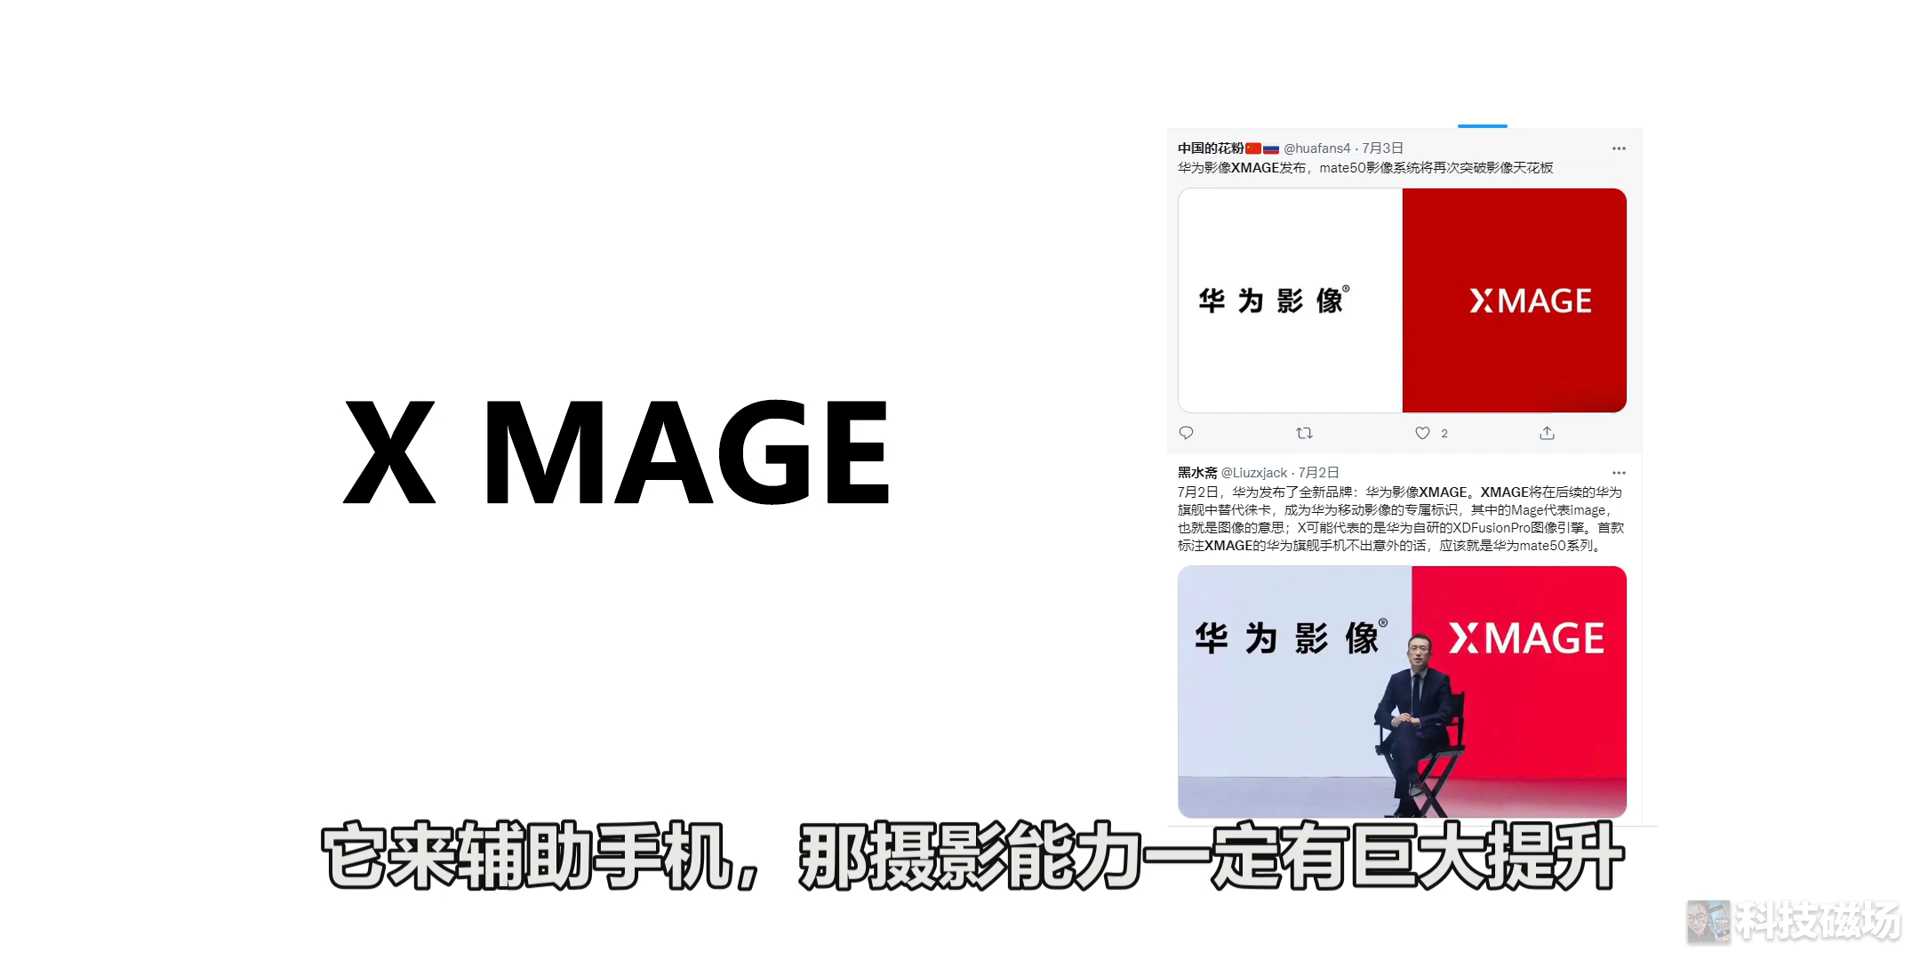 X MAGE
中国的花粉 @huafans4 · 7月3日
华为影像XMAGE发布，mate50影像系统将再次突破影像天花板
华为影像®
XMAGE
2
黑水斋 @Liuzxjack · 7月2日
7月2日，华为发布了全新品牌：华为影像XMAGE。XMAGE将在后续的华为
旗舰中替代徕卡，成为华为移动影像的专属标识，其中的Mage代表image，
也就是图像的意思；X可能代表的是华为自研的XDFusionPro图像引擎。首款
标注XMAGE的华为旗舰手机不出意外的话，应该就是华为mate50系列。
华为影像®
XMAGE
它来辅助手机，那摄影能力一定有巨大提升
科技磁场